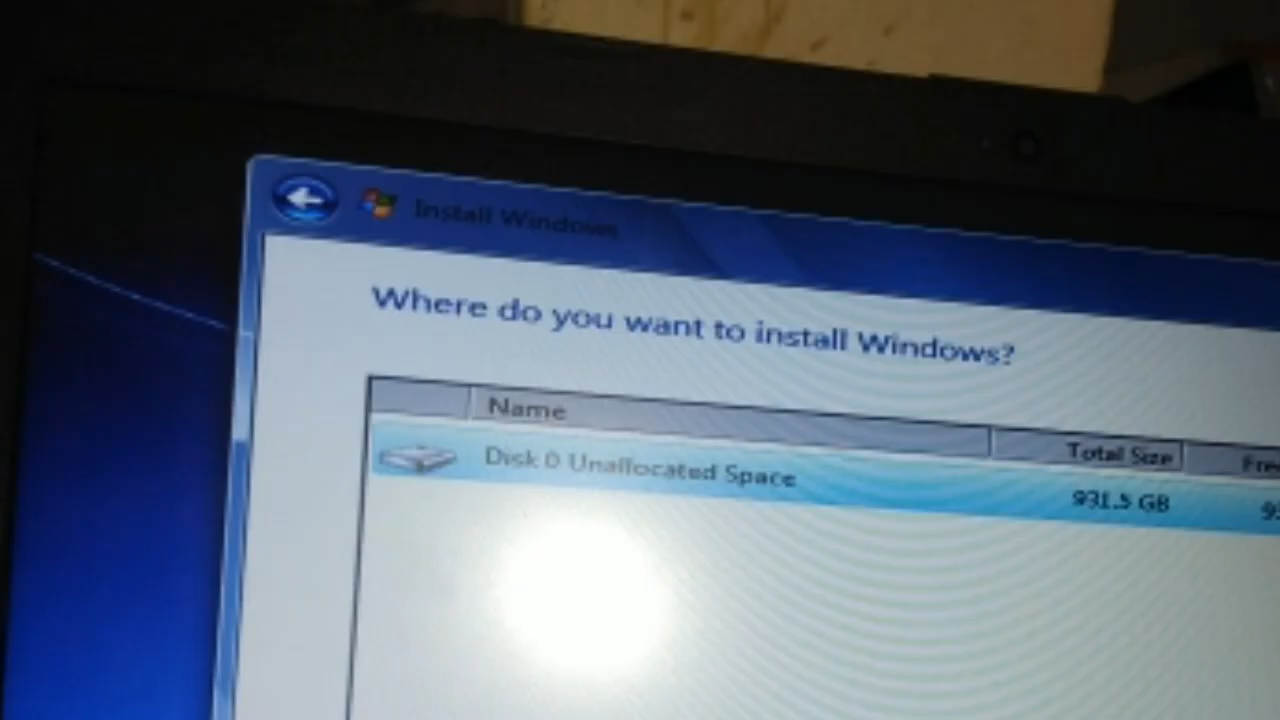 Install Windows
Where do you want to install Windows?
Name Total Size
Disk 0 Unallocated Space 931.5 GB